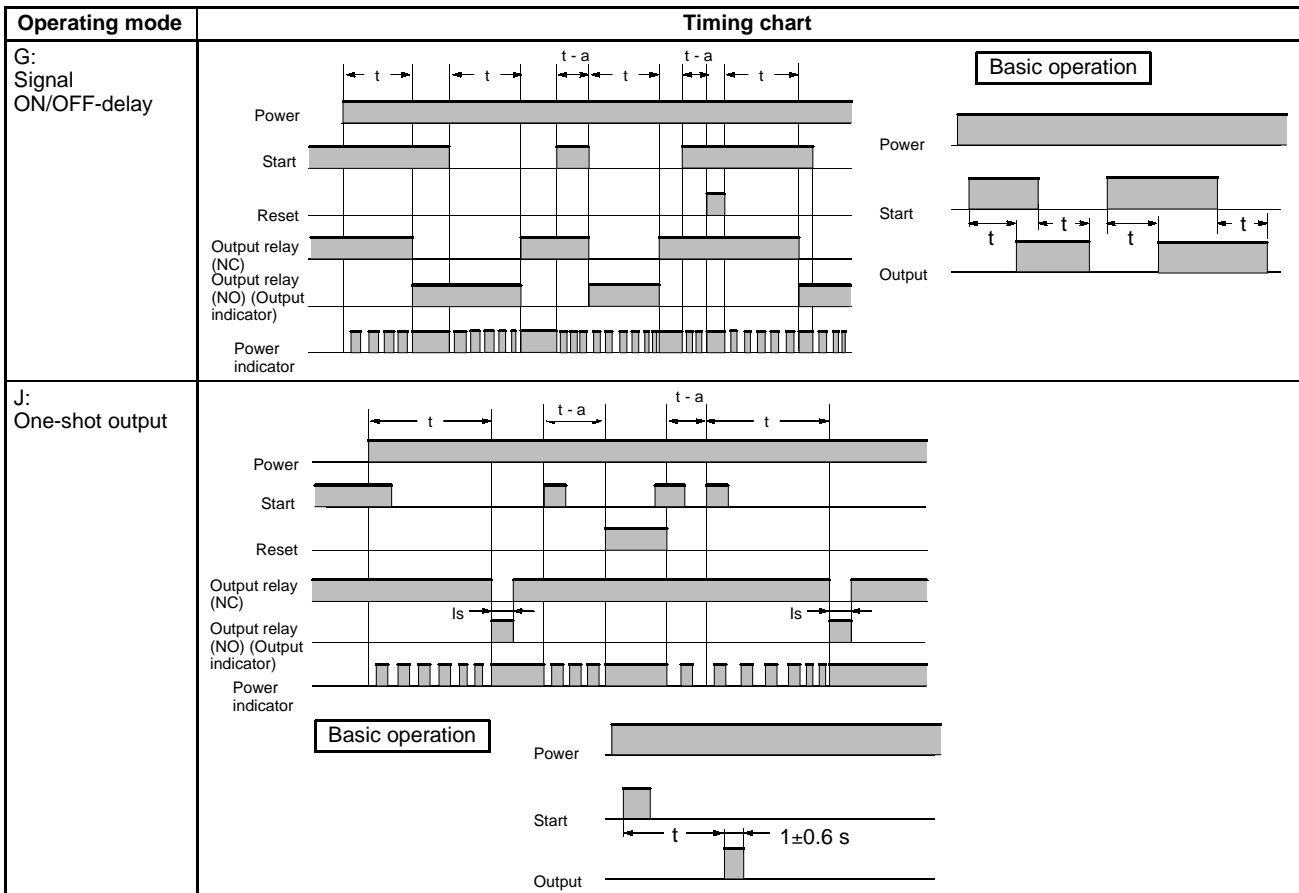 Operating mode
Timing chart
G:
Signal
ON/OFF-delay
t
t
t - a
t
t - a
t
Power
Start
Reset
Output relay
(NC)
Output relay
(NO) (Output
indicator)
Power
indicator
Basic operation
Power
Start
t
t
t
t
Output
J:
One-shot output
t
t - a
t - a
t
Power
Start
Reset
Output relay
(NC)
Is
Is
Output relay
(NO) (Output
indicator)
Power
indicator
Basic operation
Power
Start
t
1±0.6 s
Output